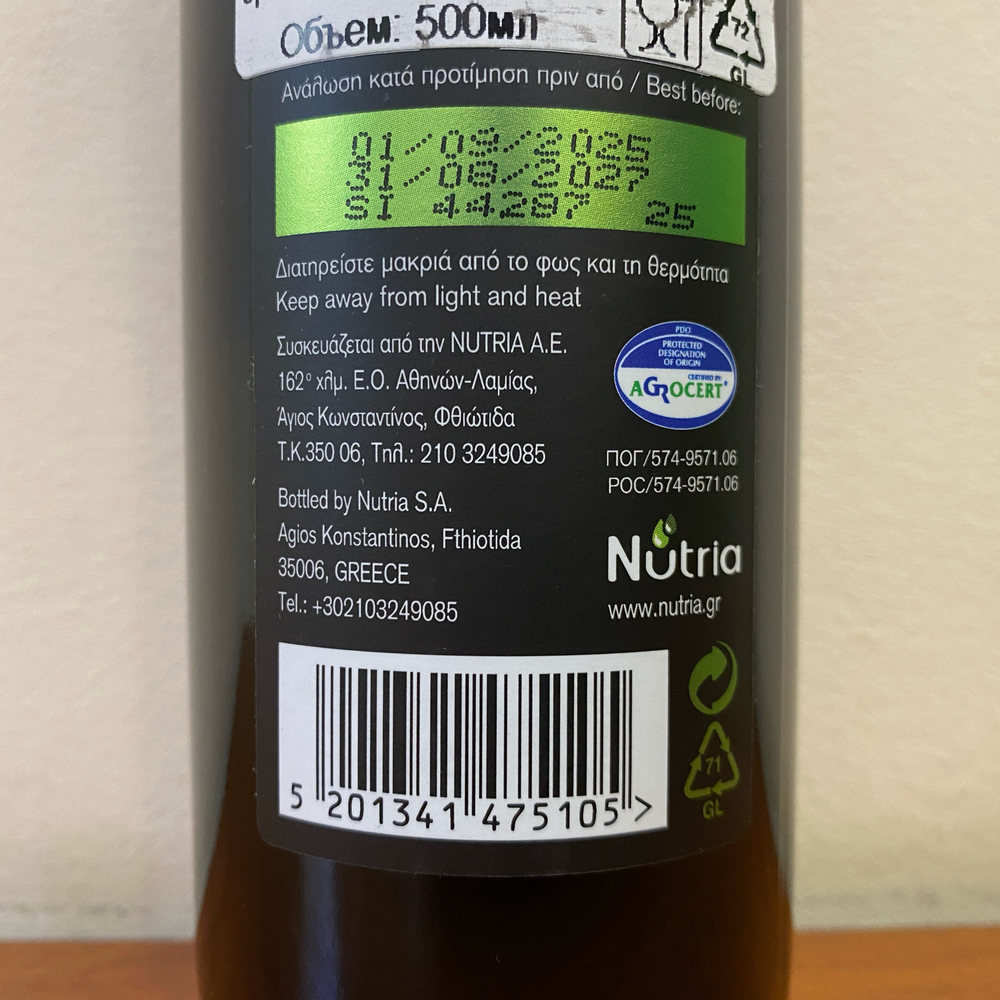 Объем: 500мл
72
GL
Ανάλωση κατά προτίμηση πριν από / Best before:
01/09/2025
31/08/2027
SI 44287 25
Διατηρείστε μακριά από το φως και τη θερμότητα
Keep away from light and heat
Συσκευάζεται από την NUTRIA Α.Ε.
162° χλμ. Ε.Ο. Αθηνών-Λαμίας,
Άγιος Κωνσταντίνος, Φθιώτιδα
Τ.Κ.350 06, Τηλ.: 210 3249085
PDO
PROTECTED
DESIGNATION
OF ORIGIN
CERTIFIED BY:
AGROCERT
ΠΟΓ/574-9571.06
POC/574-9571.06
Bottled by Nutria S.A.
Agios Konstantinos, Fthiotida
35006, GREECE
Tel.: +302103249085
Nutria
www.nutria.gr
71
GL
5 201341 475105 >